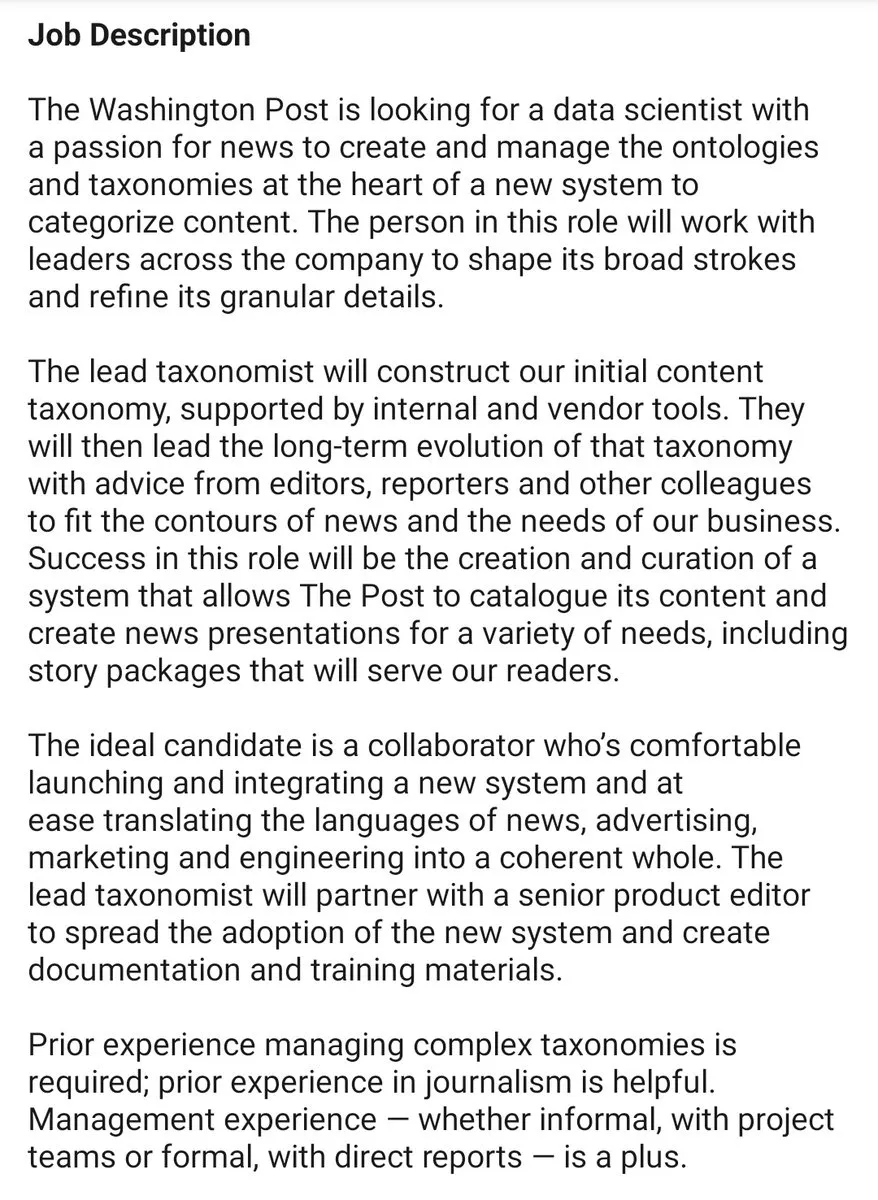 Job Description
The Washington Post is looking for a data scientist with
a passion for news to create and manage the ontologies
and taxonomies at the heart of a new system to
categorize content. The person in this role will work with
leaders across the company to shape its broad strokes
and refine its granular details.
The lead taxonomist will construct our initial content
taxonomy, supported by internal and vendor tools. They
will then lead the long-term evolution of that taxonomy
with advice from editors, reporters and other colleagues
to fit the contours of news and the needs of our business.
Success in this role will be the creation and curation of a
system that allows The Post to catalogue its content and
create news presentations for a variety of needs, including
story packages that will serve our readers.
The ideal candidate is a collaborator who’s comfortable
launching and integrating a new system and at
ease translating the languages of news, advertising,
marketing and engineering into a coherent whole. The
lead taxonomist will partner with a senior product editor
to spread the adoption of the new system and create
documentation and training materials.
Prior experience managing complex taxonomies is
required; prior experience in journalism is helpful.
Management experience — whether informal, with project
teams or formal, with direct reports — is a plus.